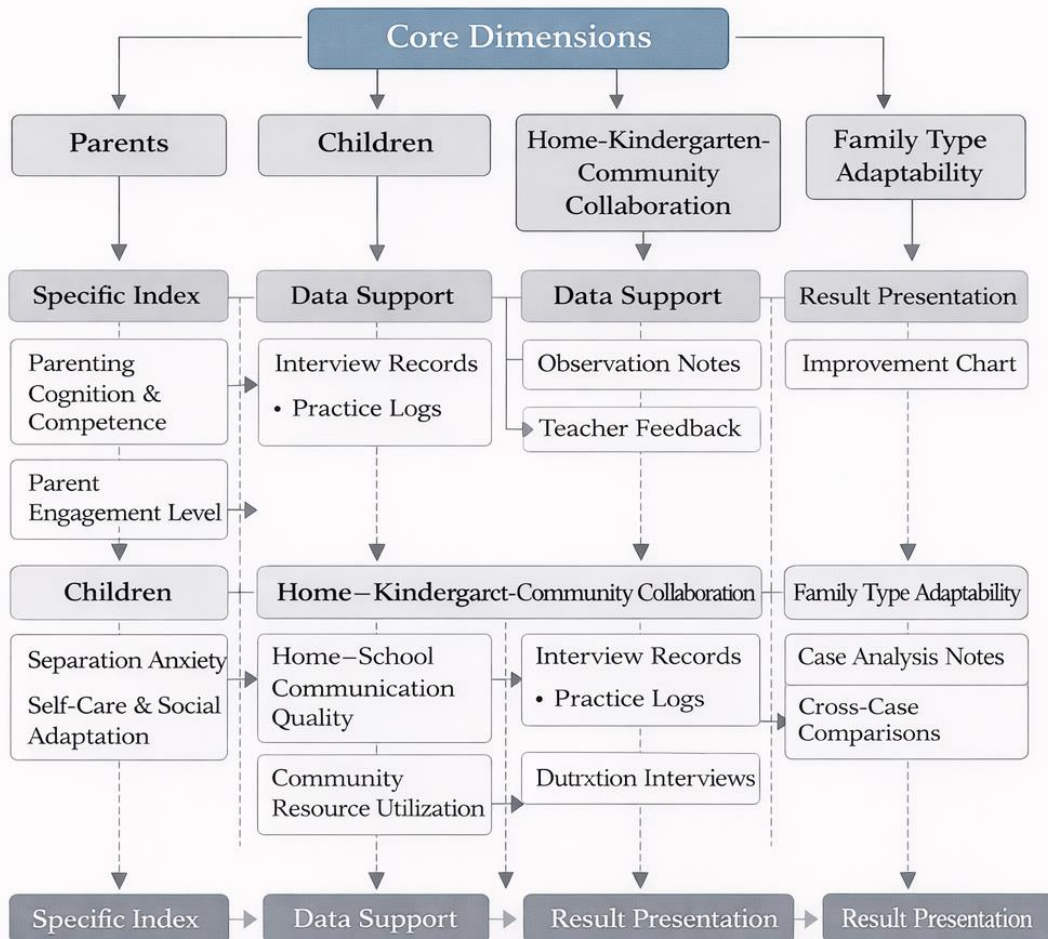 Core Dimensions
Parents
Children
Home-Kindergarten-
Community
Collaboration
Family Type
Adaptability
Specific Index
Data Support
Data Support
Result Presentation
Parenting
Cognition &
Competence
Interview Records
• Practice Logs
Observation Notes
Teacher Feedback
Improvement Chart
Parent
Engagement Level
Children
Home–Kindergarct-Community Collaboration
Family Type Adaptability
Separation Anxiety
Self-Care & Social
Adaptation
Home–School
Communication
Quality
Interview Records
• Practice Logs
Case Analysis Notes
Cross-Case
Comparisons
Community
Resource Utilization
Dutrxtion Interviews
Specific Index
Data Support
Result Presentation
Result Presentation